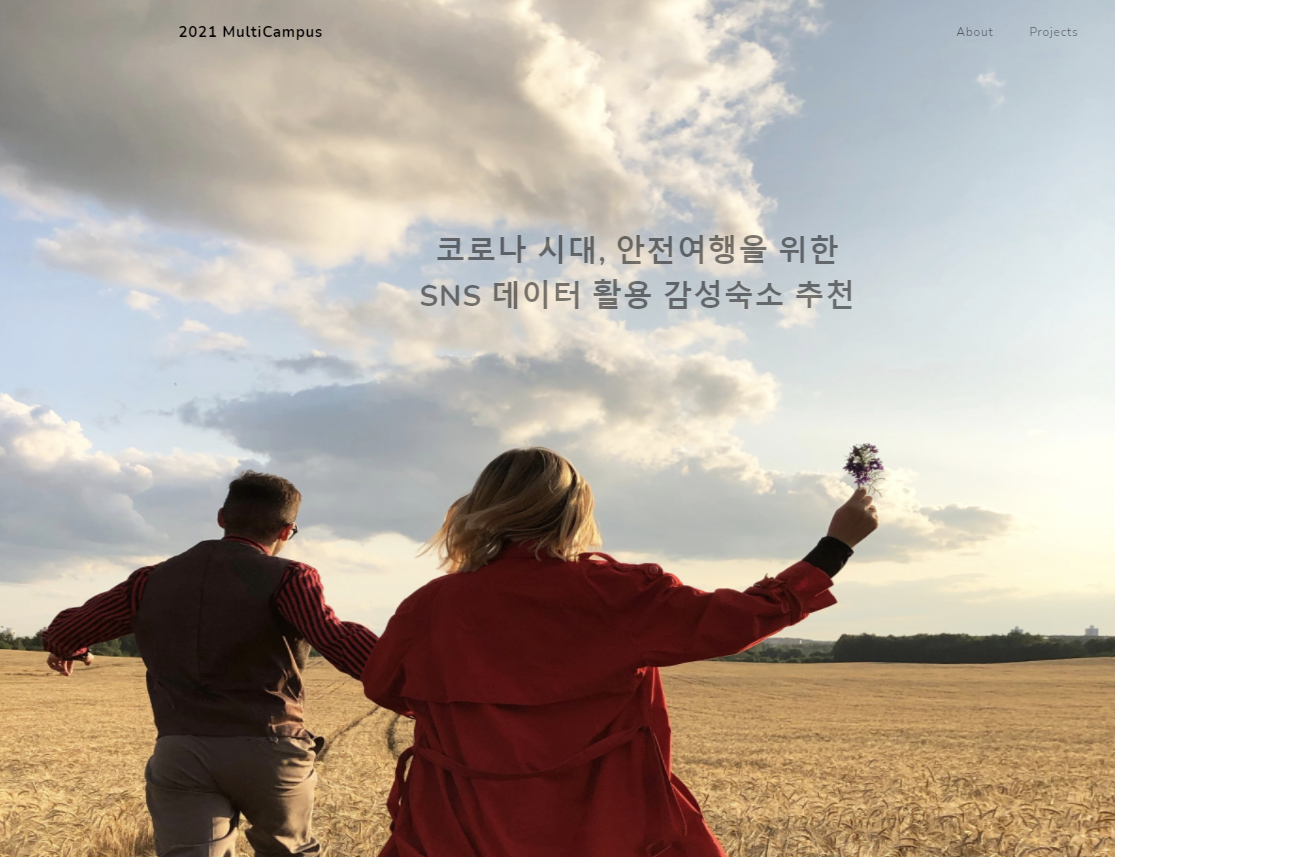 2021 MultiCampus
About
Projects
코로나 시대, 안전여행을 위한
SNS 데이터 활용 감성숙소 추천